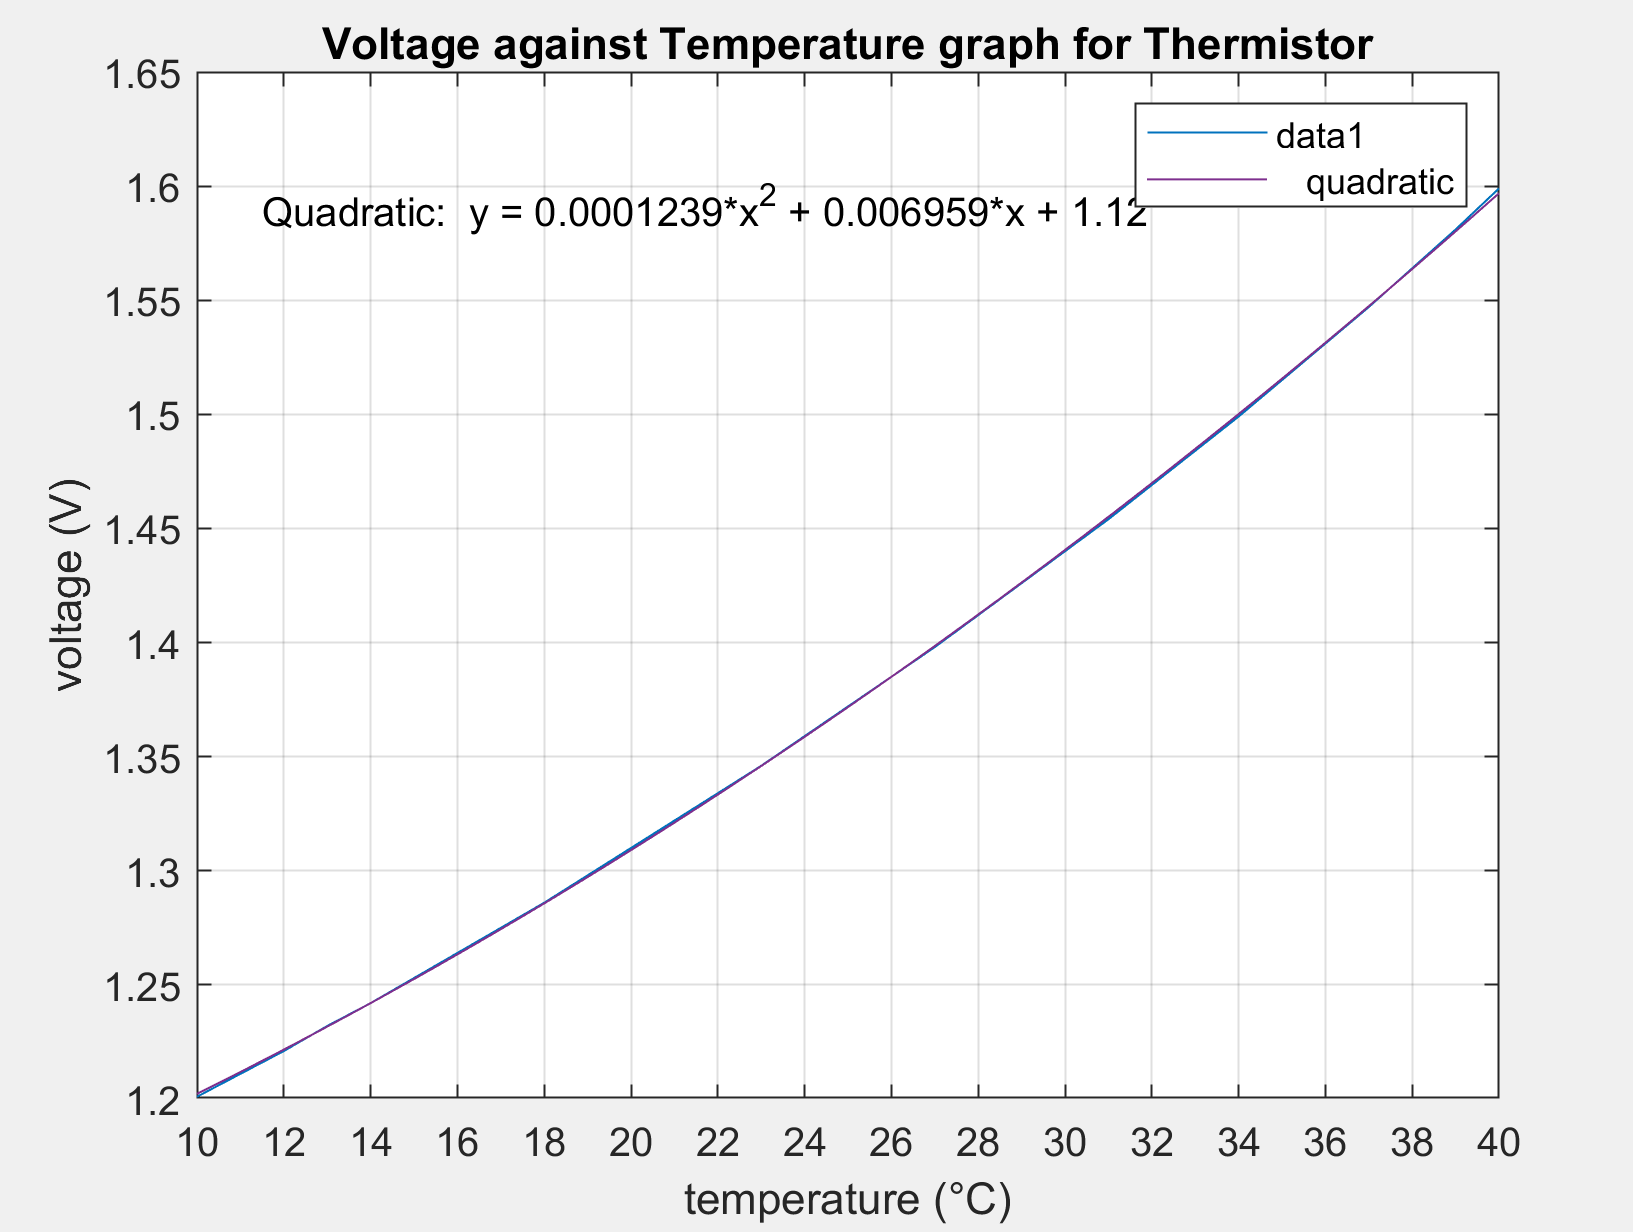 Voltage against Temperature graph for Thermistor
1.65
1.6
1.55
1.5
1.45
1.4
1.35
1.3
1.25
1.2
voltage (V)
data1
quadratic
Quadratic: y = 0.0001239*x² + 0.006959*x + 1.12
10 12 14 16 18 20 22 24 26 28 30 32 34 36 38 40
temperature (°C)